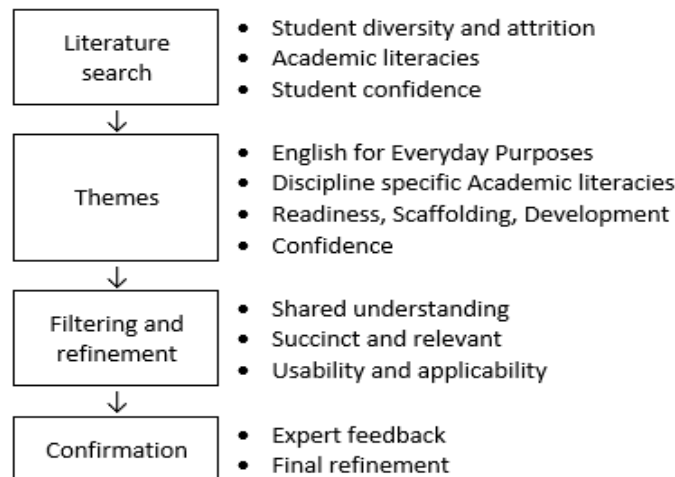 Literature
search
• Student diversity and attrition
• Academic literacies
• Student confidence
Themes
• English for Everyday Purposes
• Discipline specific Academic literacies
• Readiness, Scaffolding, Development
• Confidence
Filtering and
refinement
• Shared understanding
• Succinct and relevant
• Usability and applicability
Confirmation
• Expert feedback
• Final refinement